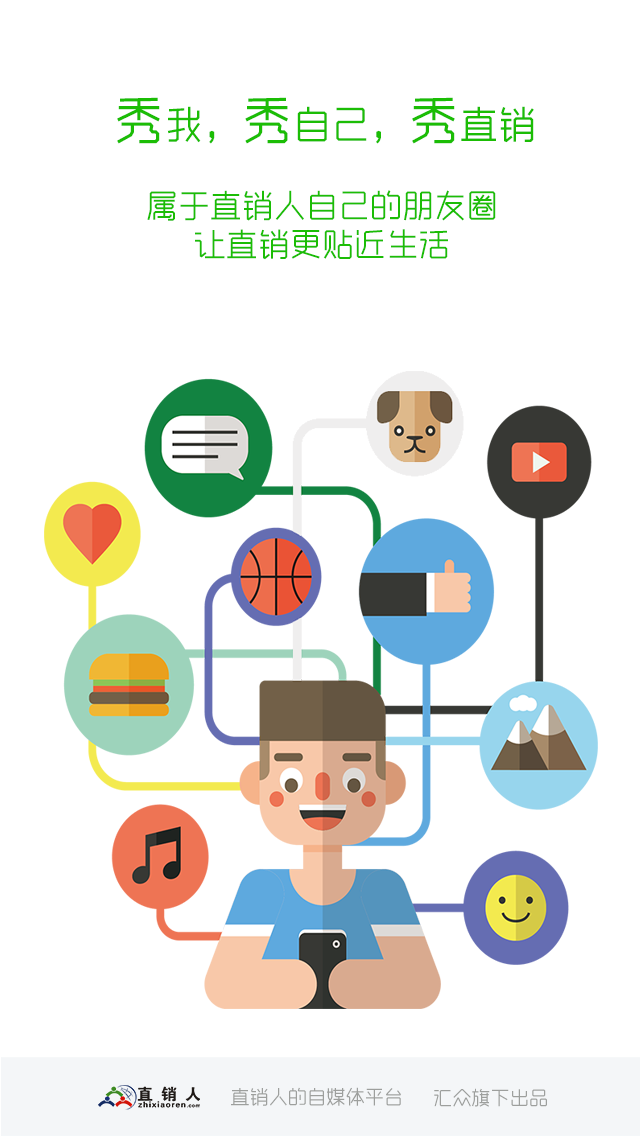 秀我，秀自己，秀直销
属于直销人自己的朋友圈
让直销更贴近生活
直销人 直销人的自媒体平台 汇众旗下出品
zhixiaoren.com